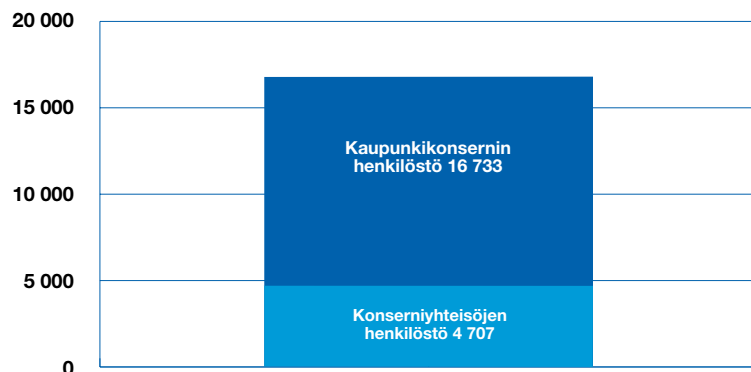 20 000
15 000
Kaupunkikonsernin
henkilöstö 16 733
10 000
5 000
Konserniyhteisöjen
henkilöstö 4 707
0